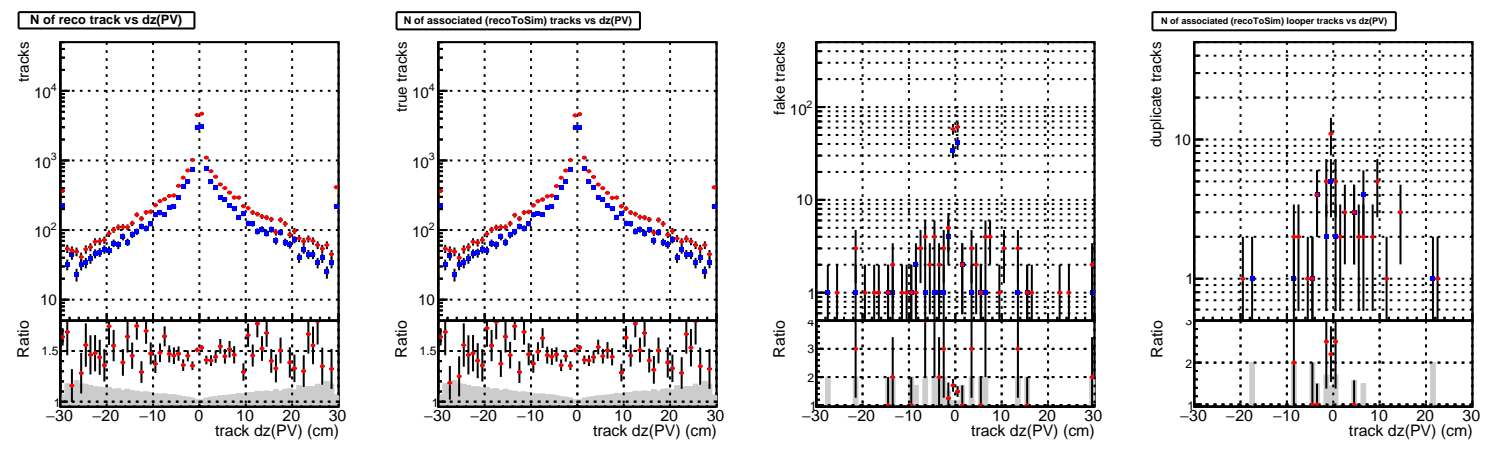 N of reco track vs dz(PV)
tracks
10^4
10^3
10^2
10
Ratio
1.5
1
−30 −20 −10 0 10 20 30
track dz(PV) (cm)
N of associated (recoToSim) tracks vs dz(PV)
true tracks
10^4
10^3
10^2
10
Ratio
1.5
1
−30 −20 −10 0 10 20 30
track dz(PV) (cm)
fake tracks
10^2
10
1
Ratio
4
3
2
1
−30 −20 −10 0 10 20 30
track dz(PV) (cm)
N of associated (recoToSim) looper tracks vs dz(PV)
duplicate tracks
10
1
Ratio
3
2
1
−30 −20 −10 0 10 20 30
track dz(PV) (cm)